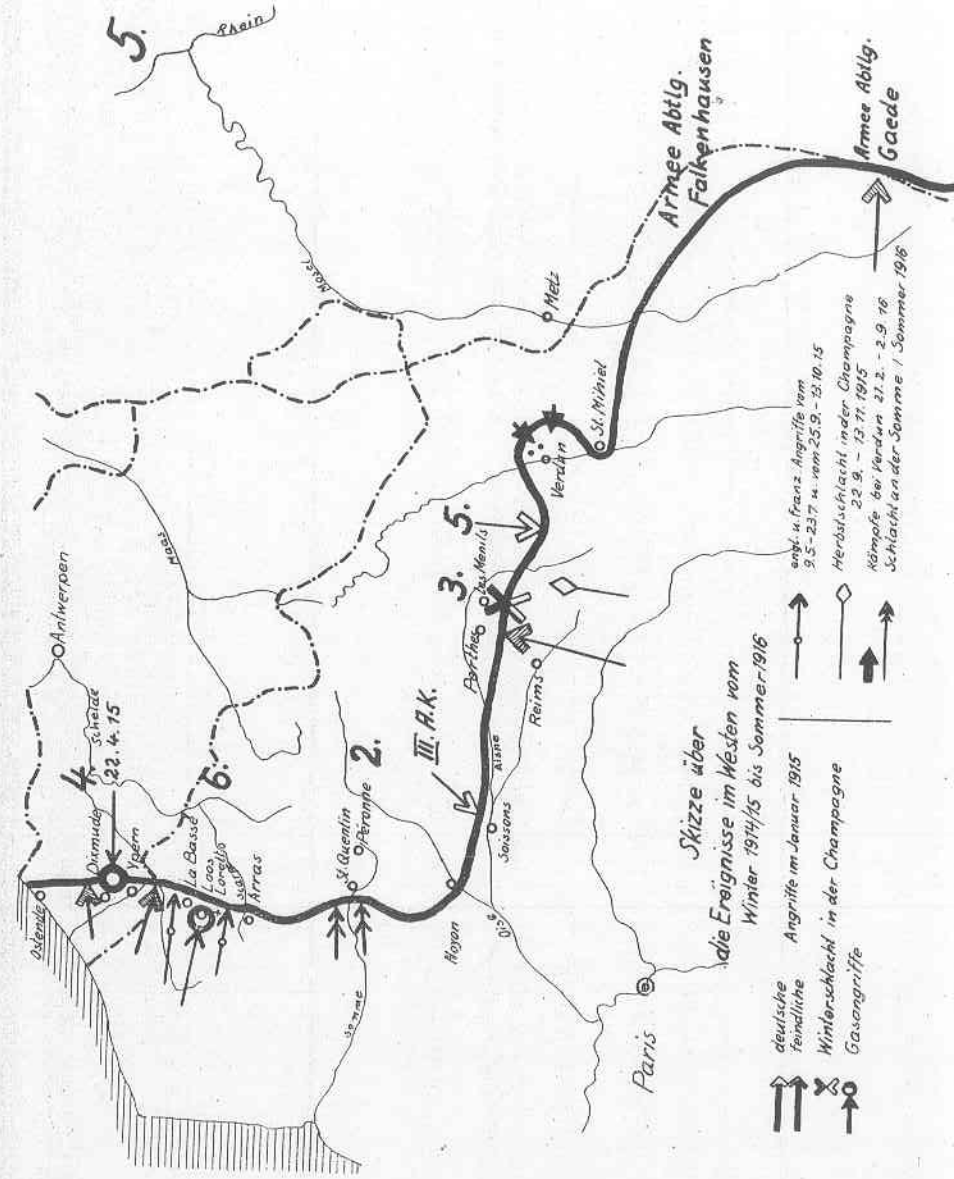 Skizze über
die Ereignisse im Westen vom
Winter 1914/15 bis Sommer 1916
deutsche
feindliche
Angriffe im Januar 1915
Winterschlacht in der Champagne
Gasangriffe
engl. u. Franz. Angriffe vom
9.5-23.7 u. vom 25.9.-13.10.15
Herbstschlacht in der Champagne
22.9. - 13.11.1915
Kämpfe bei Verdun 21.2. - 2.9.16
Schlacht an der Somme / Sommer 1916
Ostende
Dixmude
Ypern
La Bassé
Loos
Loretto
Arras
4.
Schelde
22. 4. 15
Antwerpen
6.
St. Quentin
Péronne
2.
Somme
Noyon
Oise
Soissons
Aisne
III. A.K.
Paris
Reims
Perthes
Les Menils
3.
5.
Verdun
St. Mihiel
Maas
Metz
Mosel
Rhein
5.
Armee Abtlg.
Falkenhausen
Armee Abtlg.
Gaede